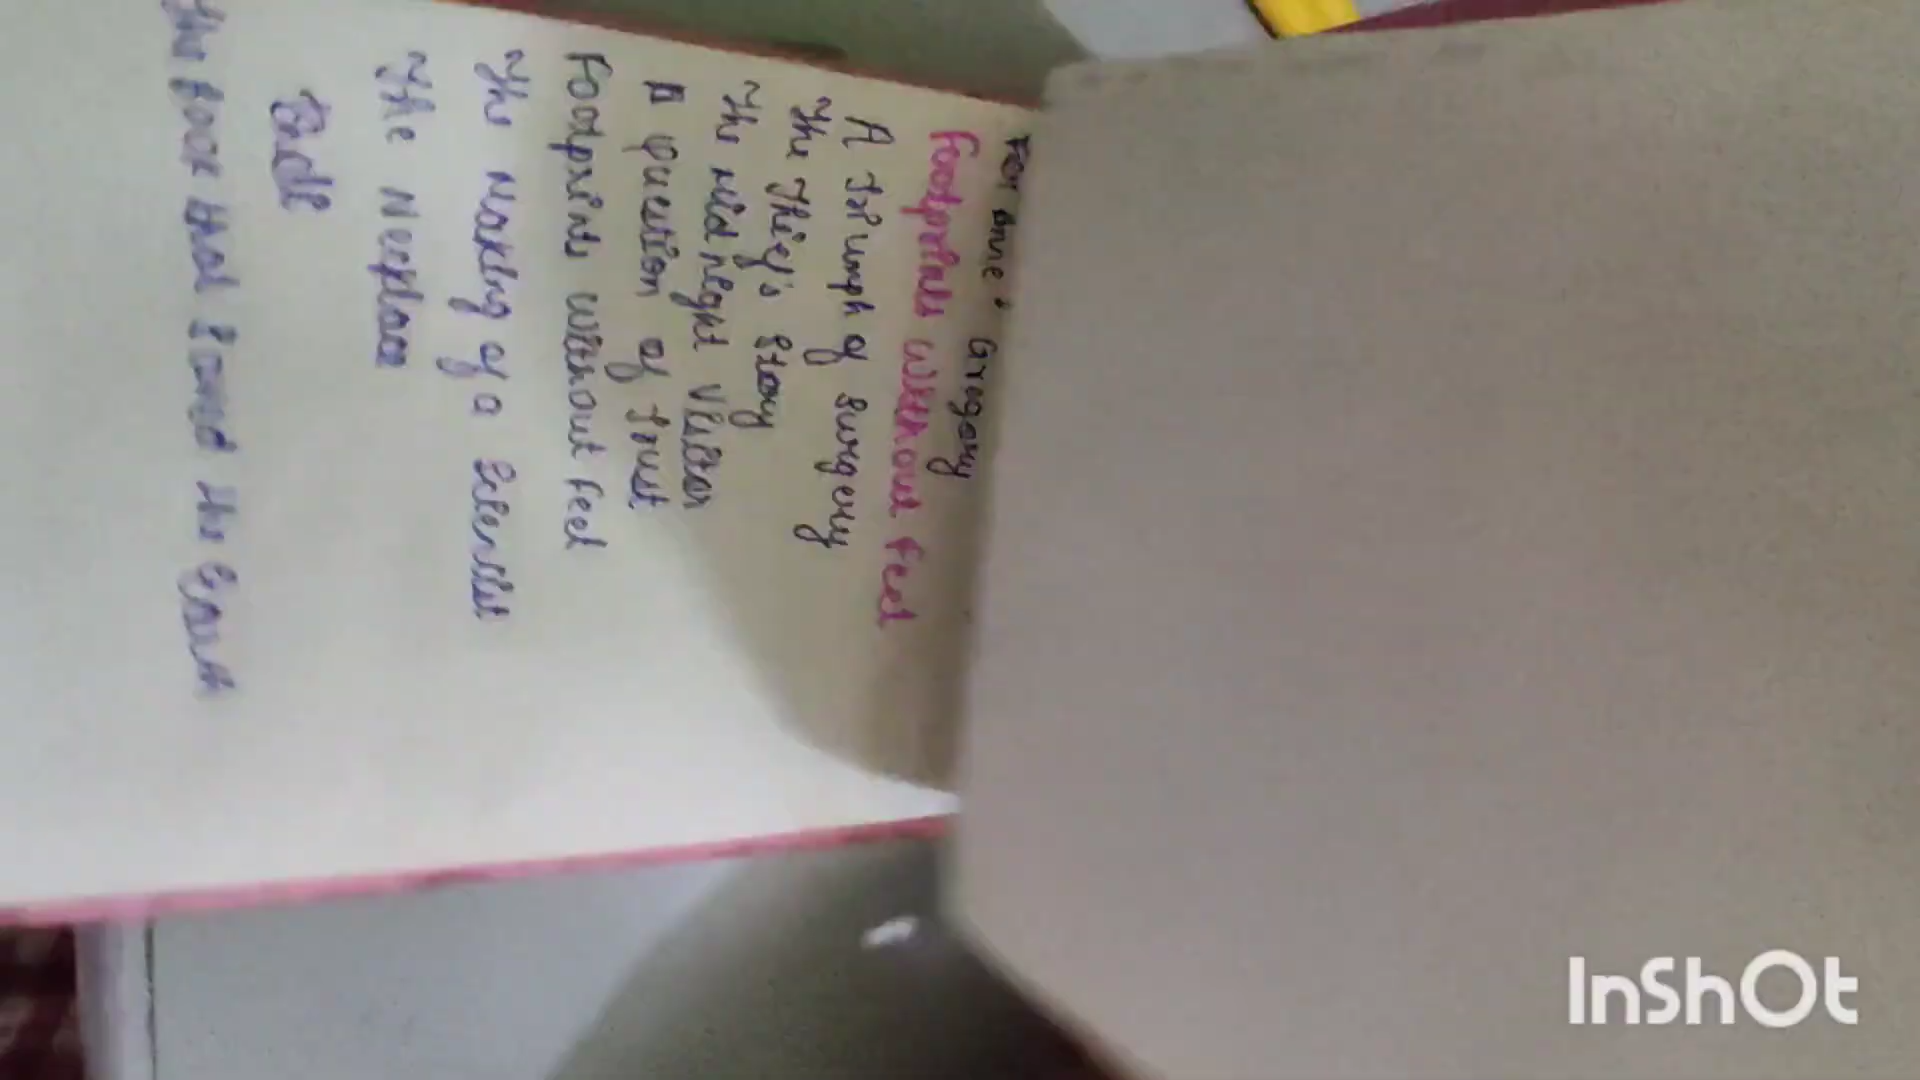 For Anne: Gregory
Footprints without Feet
A Triumph of Surgery
The Thief's Story
The Midnight Visitor
A Question of Trust
Footprints without Feet
The Making of a Scientist
The Necklace
Bholi
The Book that Saved the Earth
InShOt